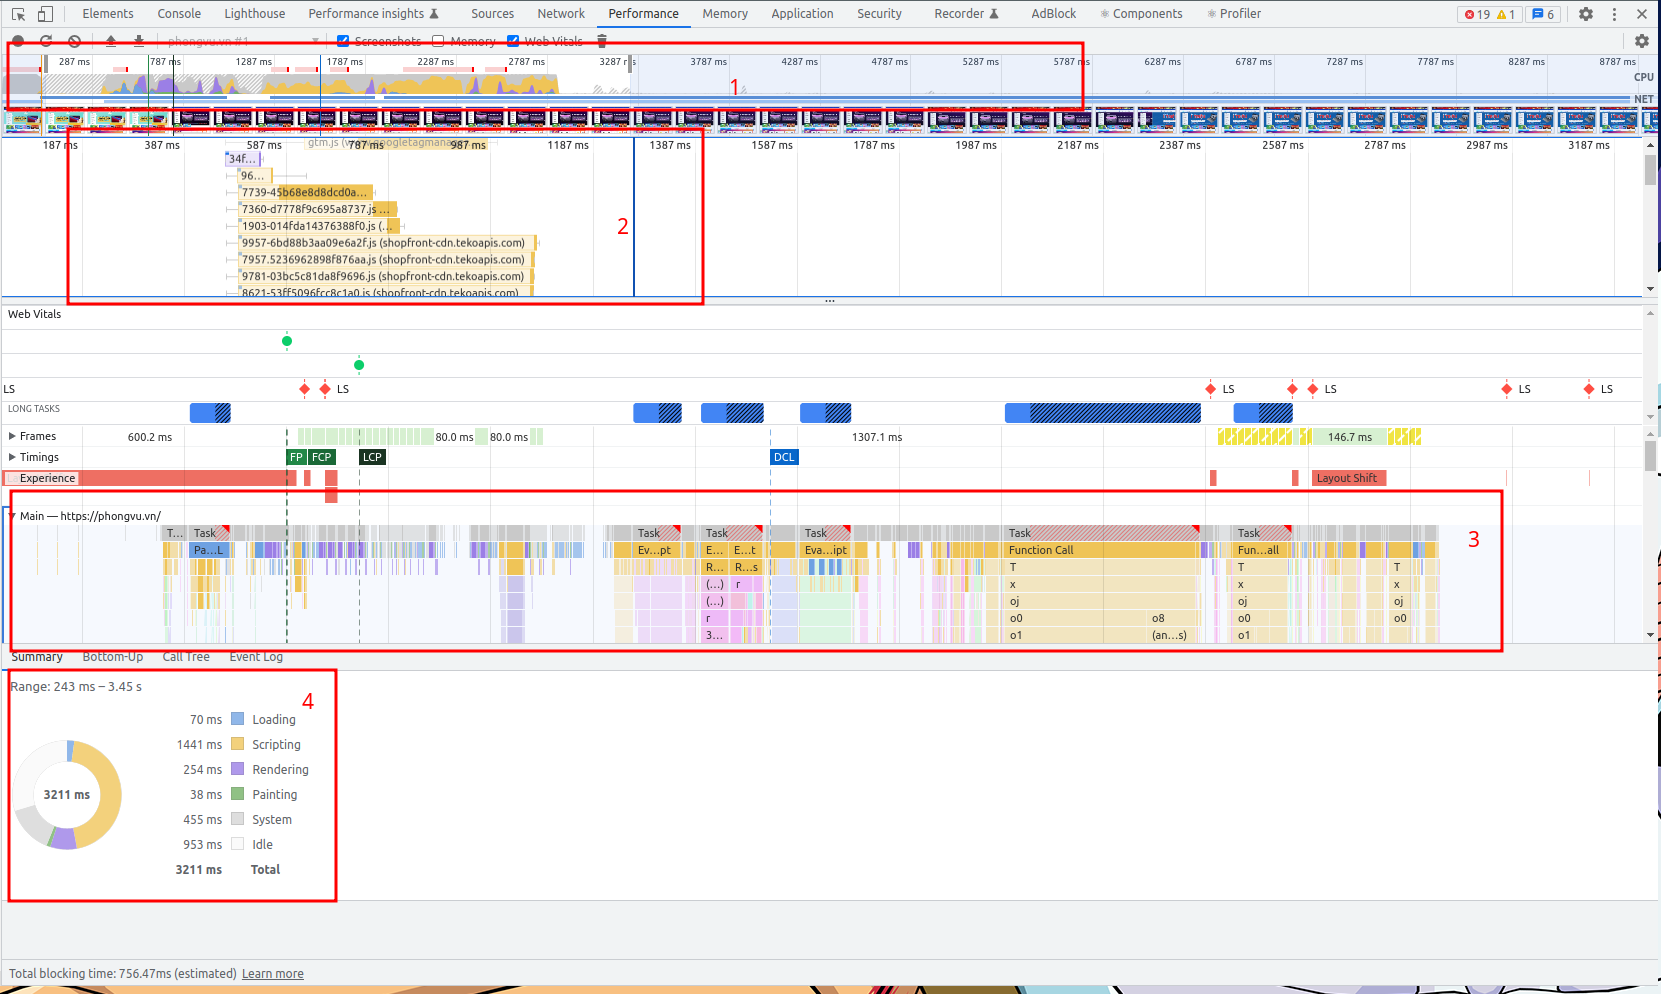 Elements Console Lighthouse Performance insights Sources Network Performance Memory Application Security Recorder AdBlock Components Profiler 19 1 6
phongvu.vn #1 Screenshots Memory Web Vitals
287 ms 787 ms 1287 ms 1787 ms 2287 ms 2787 ms 3287 ms 3787 ms 4287 ms 4787 ms 5287 ms 5787 ms 6287 ms 6787 ms 7287 ms 7787 ms 8287 ms 8787 ms
CPU
1
NET
187 ms 387 ms 587 ms 787 ms 987 ms 1187 ms 1387 ms 1587 ms 1787 ms 1987 ms 2187 ms 2387 ms 2587 ms 2787 ms 2987 ms 3187 ms
34f...
96...
7739-45b68e8d8dcd0a...
7360-d7778f9c695a8737.js ...
1903-014fda14376388f0.js (...
2
9957-6bd88b3aa09e6a2f.js (shopfront-cdn.tekoapis.com)
7957.5236962898f876aa.js (shopfront-cdn.tekoapis.com)
9781-03bc5c81da8f9696.js (shopfront-cdn.tekoapis.com)
8621-53ff5096fcc8c1a0.js (shopfront-cdn.tekoapis.com)
...
Web Vitals
LS LS LS LS LS LS
LONG TASKS
Frames 600.2 ms 80.0 ms 80.0 ms 1307.1 ms 146.7 ms
Timings FP FCP LCP DCL
Experience Layout Shift
Main — https://phongvu.vn/
T... Task Task Task Task Task Task
3
Pa...L Ev...pt E... E...t Eva...ipt Function Call Fun...all
R... R...s T T T
(...) r x x x
(...) oj oj oj
r o0 o8 o0 o0
3... o1 (an...s) o1
Summary Bottom-Up Call Tree Event Log
Range: 243 ms – 3.45 s
4
70 ms Loading
1441 ms Scripting
254 ms Rendering
3211 ms
38 ms Painting
455 ms System
953 ms Idle
3211 ms Total
Total blocking time: 756.47ms (estimated) Learn more